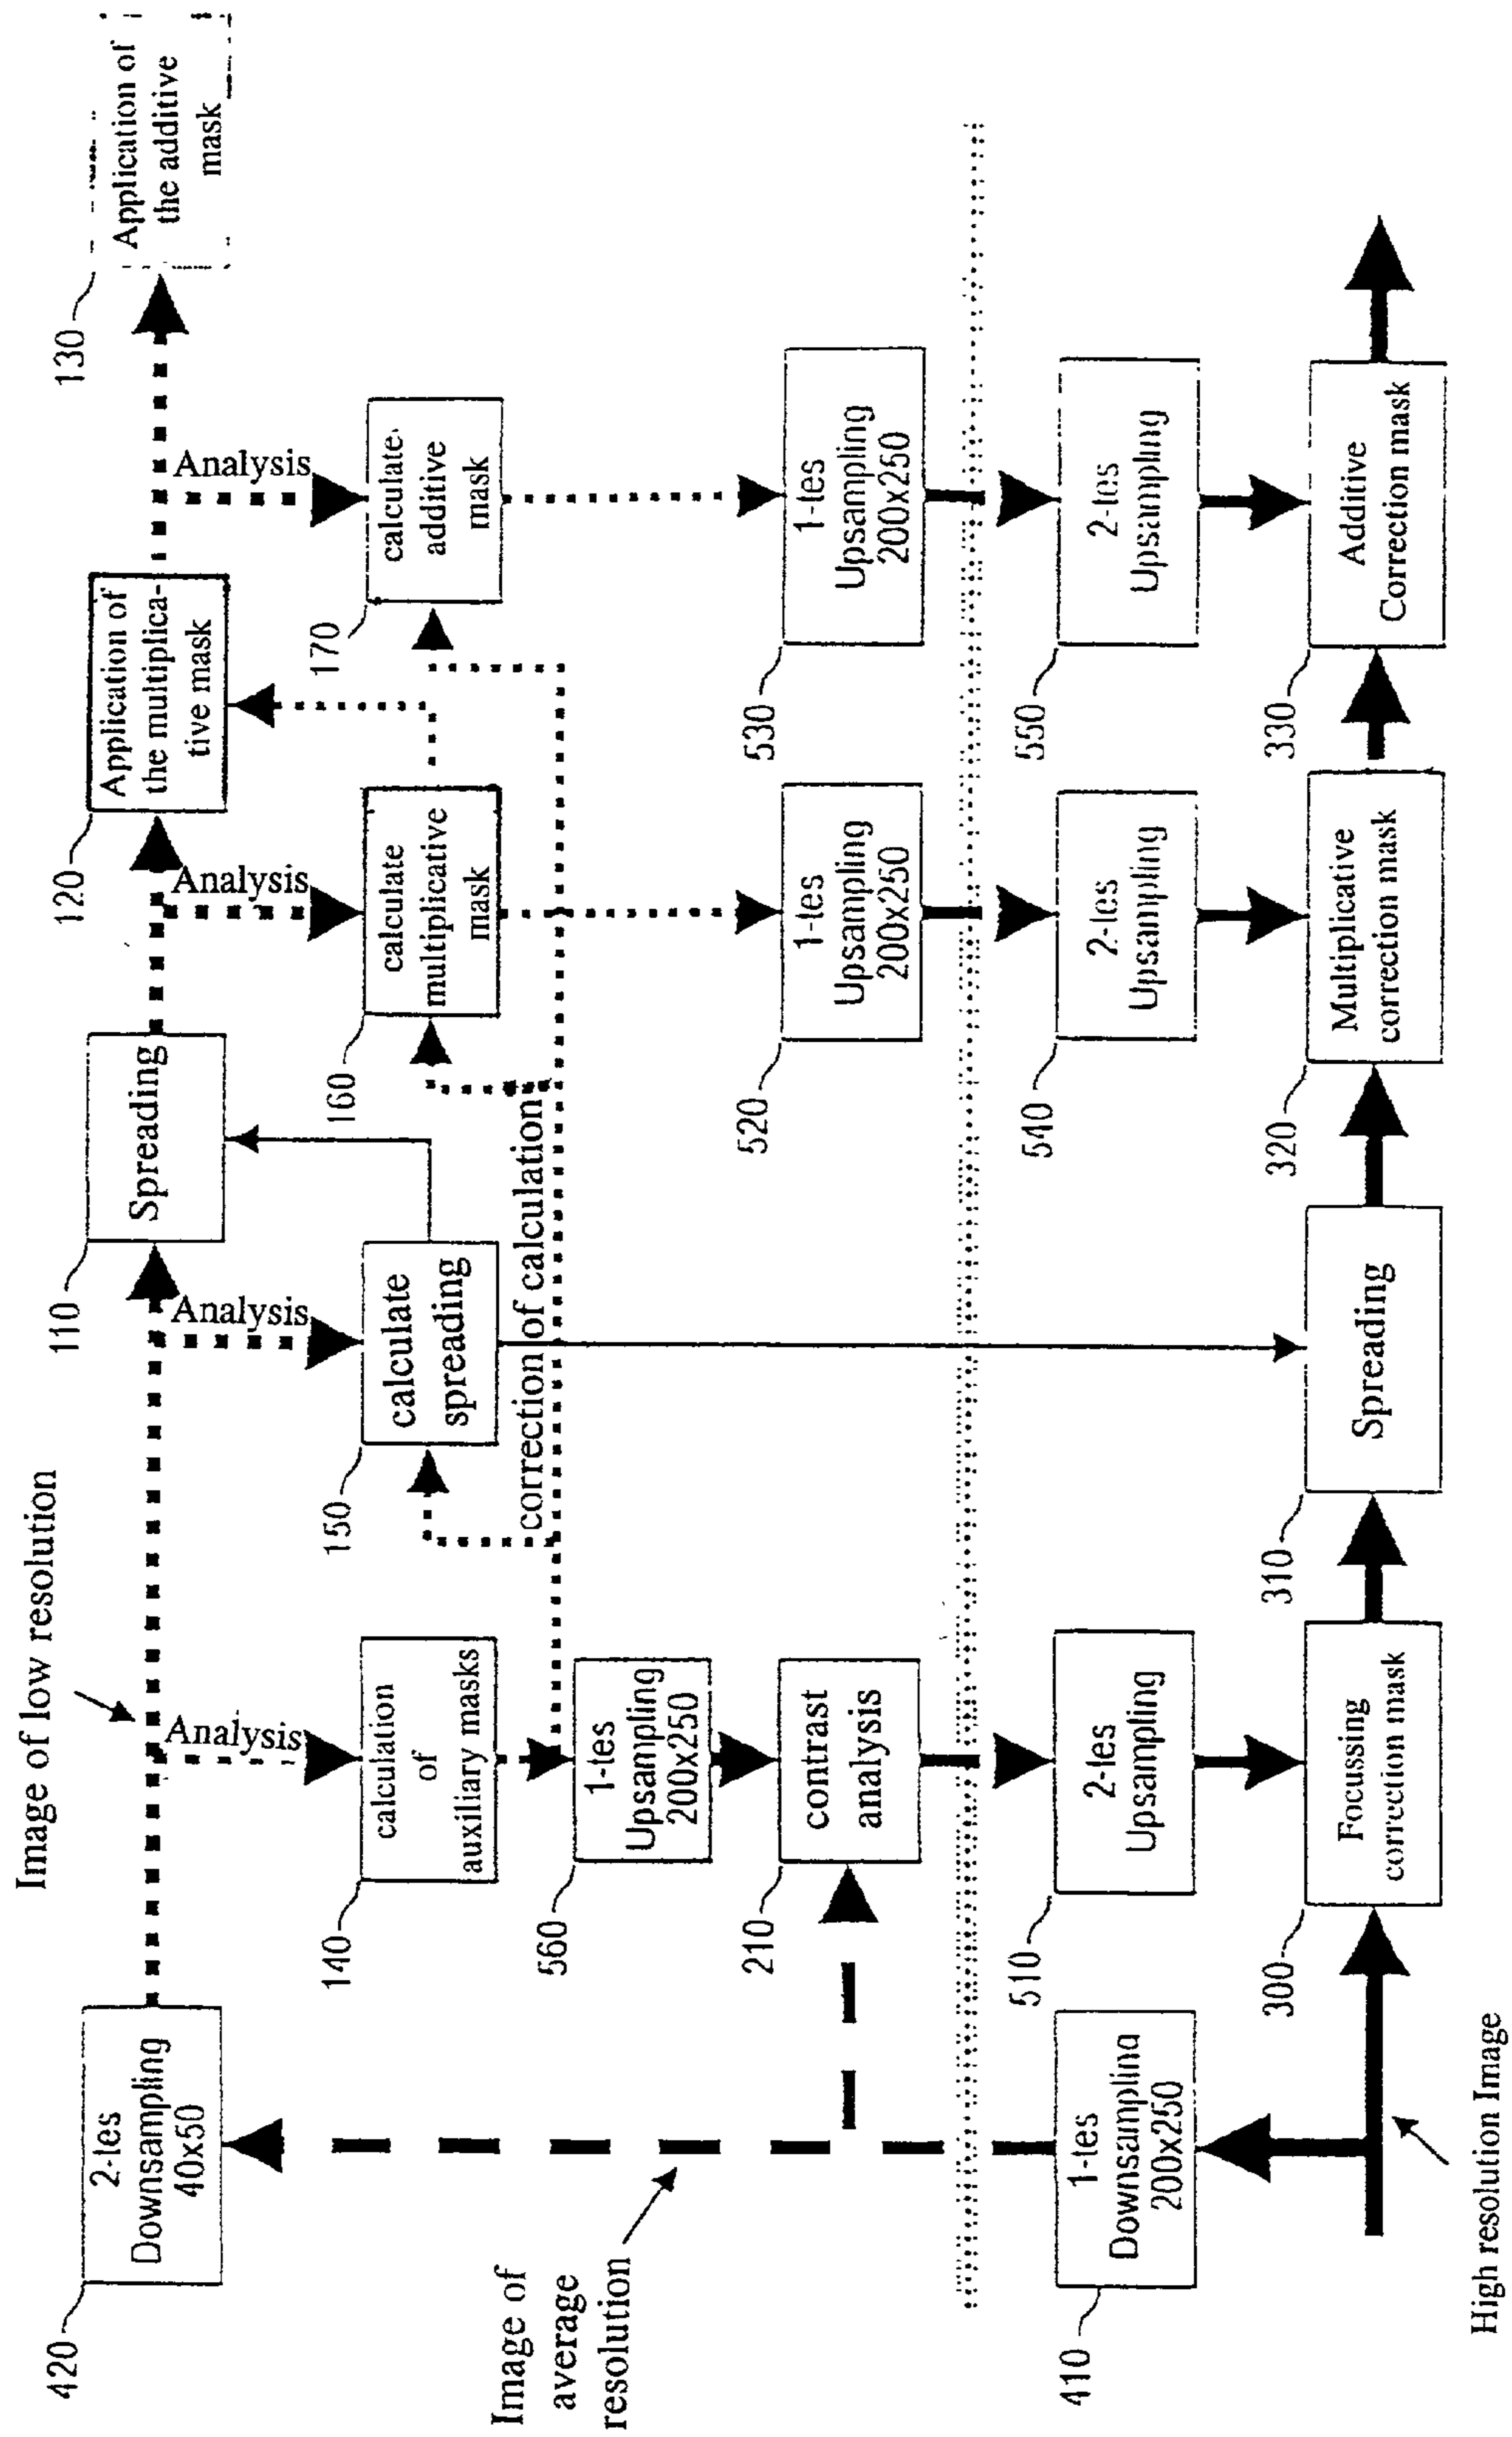 Image of low resolution
420
2-tes
Downsampling
40x50
110
Spreading
120
Application of
the multiplica-
tive mask
130
Application of
the additive
mask
Analysis
Analysis
Analysis
Analysis
140
calculation
of
auxiliary masks
150
calculate
spreading
160
calculate
multiplicative
mask
170
calculate
additive
mask
correction of calculation
560
1-tes
Upsampling
200x250
210
contrast
analysis
520
1-tes
Upsampling
200x250
530
1-tes
Upsampling
200x250
Image of
average
resolution
410
1-tes
Downsampling
200x250
510
2-tes
Upsampling
540
2-tes
Upsampling
550
2-tes
Upsampling
300
Focussing
correction mask
310
Spreading
320
Multiplicative
correction mask
330
Additive
Correction mask
High resolution Image